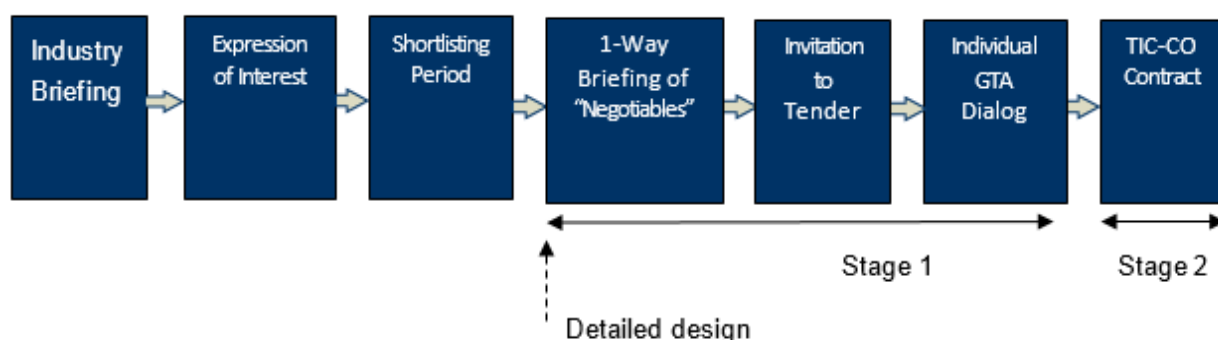 Industry
Briefing
Expression
of Interest
Shortlisting
Period
1-Way
Briefing of
“Negotiables”
Invitation
to
Tender
Individual
GTA
Dialog
TIC-CO
Contract
Stage 1
Stage 2
Detailed design